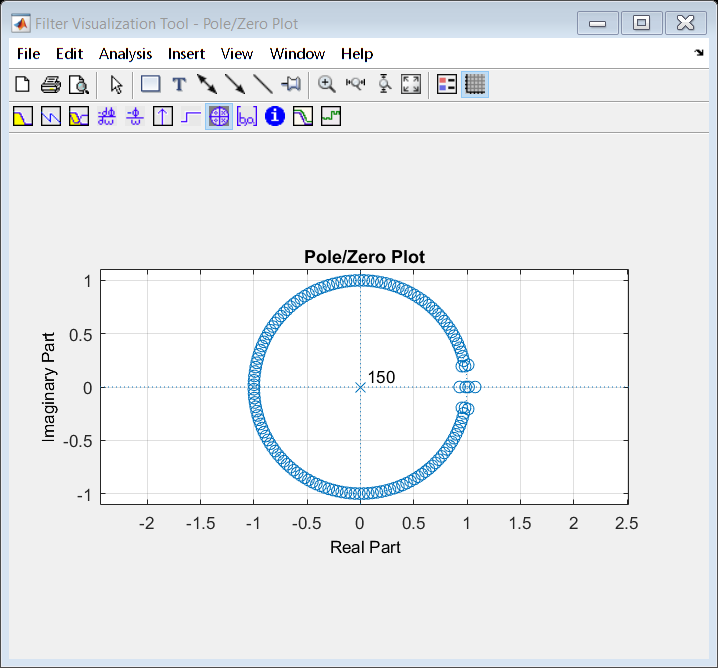 Filter Visualization Tool - Pole/Zero Plot
File Edit Analysis Insert View Window Help
Pole/Zero Plot
1
0.5
0
-0.5
-1
Imaginary Part
150
-2 -1.5 -1 -0.5 0 0.5 1 1.5 2 2.5
Real Part